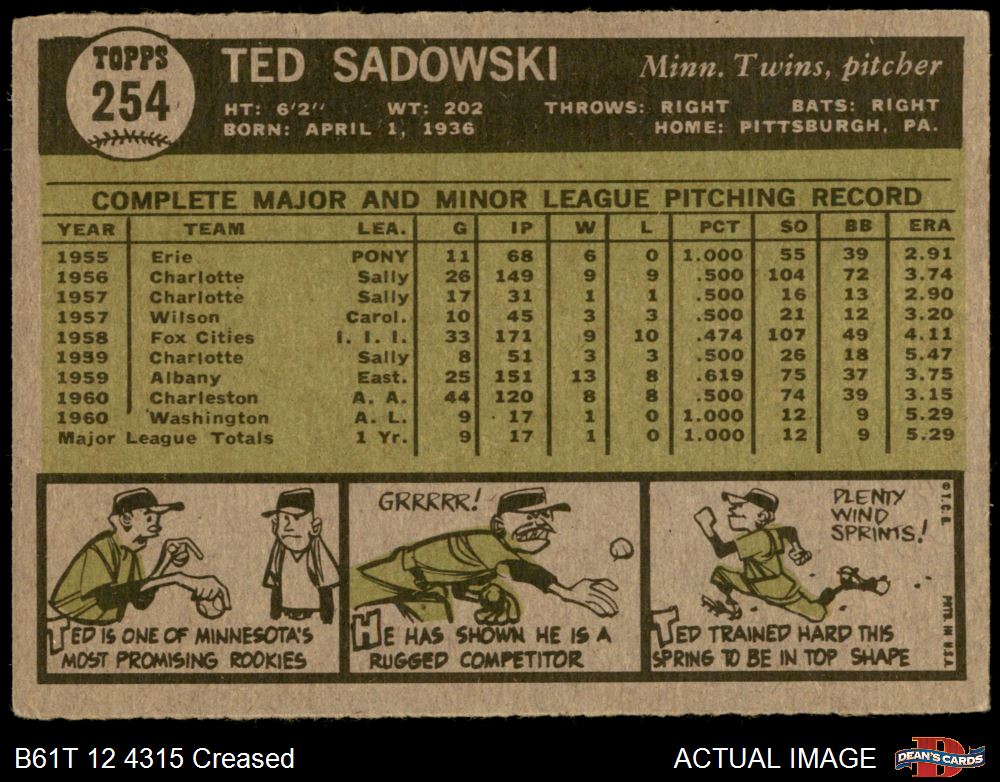 TOPPS
254
TED SADOWSKI
Minn. Twins, pitcher
HT: 6'2" WT: 202 THROWS: RIGHT BATS: RIGHT
BORN: APRIL 1, 1936 HOME: PITTSBURGH, PA.
COMPLETE MAJOR AND MINOR LEAGUE PITCHING RECORD
YEAR TEAM LEA. G IP W L PCT SO BB ERA
1955 Erie PONY 11 68 6 0 1.000 55 39 2.91
1956 Charlotte Sally 26 149 9 9 .500 104 72 3.74
1957 Charlotte Sally 17 31 1 1 .500 16 13 2.90
1957 Wilson Carol. 10 45 3 3 .500 21 12 3.20
1958 Fox Cities I. I. I. 33 171 9 10 .474 107 49 4.11
1959 Charlotte Sally 8 51 3 3 .500 26 18 5.47
1959 Albany East. 25 151 13 8 .619 75 37 3.75
1960 Charleston A. A. 44 120 8 8 .500 74 39 3.15
1960 Washington A. L. 9 17 1 0 1.000 12 9 5.29
Major League Totals 1 Yr. 9 17 1 0 1.000 12 9 5.29
TED IS ONE OF MINNESOTA'S
MOST PROMISING ROOKIES
GRRRRR!
HE HAS SHOWN HE IS A
RUGGED COMPETITOR
PLENTY
WIND
SPRINTS!
TED TRAINED HARD THIS
SPRING TO BE IN TOP SHAPE
© T.C.G.
PRTD. IN U.S.A.
B61T 12 4315 Creased
ACTUAL IMAGE
D
DEAN'S CARDS